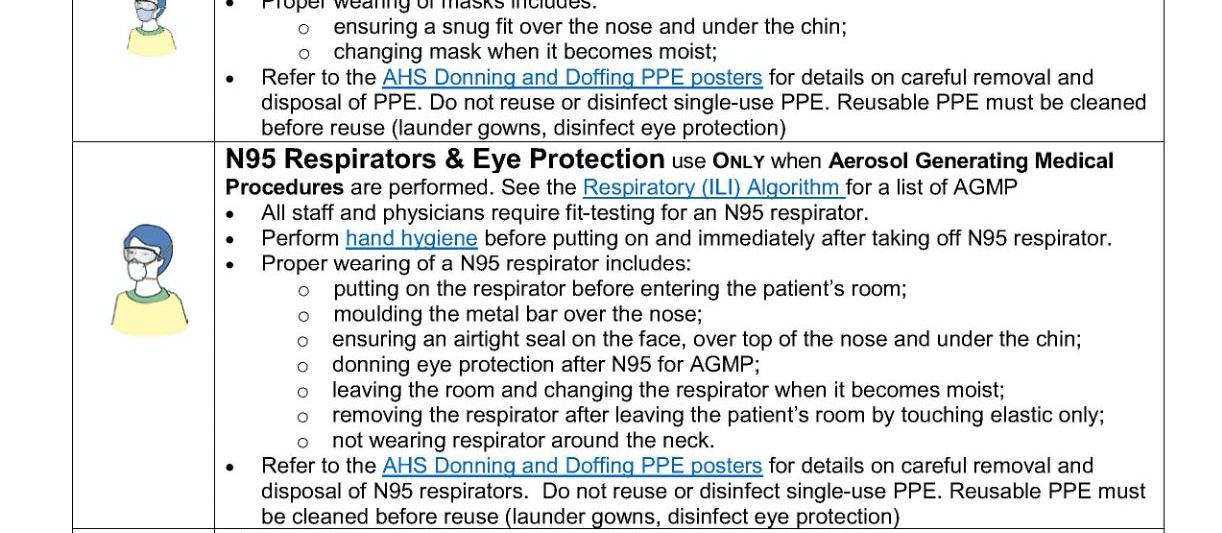 • Proper wearing of masks includes:
o ensuring a snug fit over the nose and under the chin;
o changing mask when it becomes moist;
• Refer to the AHS Donning and Doffing PPE posters for details on careful removal and
disposal of PPE. Do not reuse or disinfect single-use PPE. Reusable PPE must be cleaned
before reuse (launder gowns, disinfect eye protection)
N95 Respirators & Eye Protection use ONLY when Aerosol Generating Medical
Procedures are performed. See the Respiratory (ILI) Algorithm for a list of AGMP
• All staff and physicians require fit-testing for an N95 respirator.
• Perform hand hygiene before putting on and immediately after taking off N95 respirator.
• Proper wearing of a N95 respirator includes:
o putting on the respirator before entering the patient's room;
o moulding the metal bar over the nose;
o ensuring an airtight seal on the face, over top of the nose and under the chin;
o donning eye protection after N95 for AGMP;
o leaving the room and changing the respirator when it becomes moist;
o removing the respirator after leaving the patient's room by touching elastic only;
o not wearing respirator around the neck.
• Refer to the AHS Donning and Doffing PPE posters for details on careful removal and
disposal of N95 respirators.  Do not reuse or disinfect single-use PPE. Reusable PPE must
be cleaned before reuse (launder gowns, disinfect eye protection)